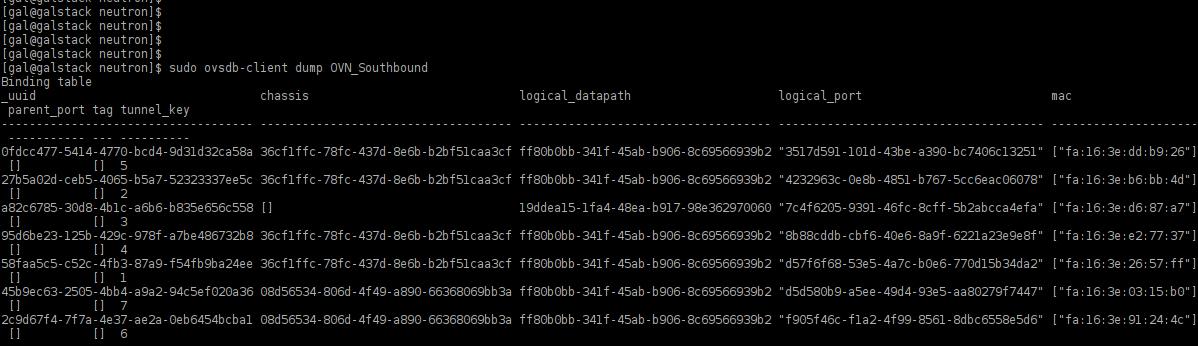 [gal@galstack neutron]$
[gal@galstack neutron]$
[gal@galstack neutron]$
[gal@galstack neutron]$
[gal@galstack neutron]$ sudo ovsdb-client dump OVN_Southbound
Binding table
_uuid chassis logical_datapath logical_port mac
parent_port tag tunnel_key
------------------------------------ ------------------------------------ ------------------------------------ -------------------------------------- ---------------------
----------- --- ----------
0fdcc477-5414-4770-bcd4-9d31d32ca58a 36cf1ffc-78fc-437d-8e6b-b2bf51caa3cf ff80b0bb-341f-45ab-b906-8c69566939b2 "3517d591-101d-43be-a390-bc7406c13251" ["fa:16:3e:dd:b9:26"]
[] [] 5
27b5a02d-ceb5-4065-b5a7-52323337ee5c 36cf1ffc-78fc-437d-8e6b-b2bf51caa3cf ff80b0bb-341f-45ab-b906-8c69566939b2 "4232963c-0e8b-4851-b767-5cc6eac06078" ["fa:16:3e:b6:bb:4d"]
[] [] 2
a82c6785-30d8-4b1c-a6b6-b835e656c558 [] 19ddea15-1fa4-48ea-b917-98e362970060 "7c4f6205-9391-46fc-8cff-5b2abcca4efa" ["fa:16:3e:d6:87:a7"]
[] [] 3
95d6be23-125b-429c-978f-a7be486732b8 36cf1ffc-78fc-437d-8e6b-b2bf51caa3cf ff80b0bb-341f-45ab-b906-8c69566939b2 "8b88cddb-cbf6-40e6-8a9f-6221a23e9e8f" ["fa:16:3e:e2:77:37"]
[] [] 4
58faa5c5-c52c-4fb3-87a9-f54fb9ba24ee 36cf1ffc-78fc-437d-8e6b-b2bf51caa3cf ff80b0bb-341f-45ab-b906-8c69566939b2 "d57f6f68-53e5-4a7c-b0e6-770d15b34da2" ["fa:16:3e:26:57:ff"]
[] [] 1
45b9ec63-2505-4bb4-a9a2-94c5ef020a36 08d56534-806d-4f49-a890-66368069bb3a ff80b0bb-341f-45ab-b906-8c69566939b2 "d5d580b9-a5ee-49d4-93e5-aa80279f7447" ["fa:16:3e:03:15:b0"]
[] [] 7
2c9d67f4-7f7a-4e37-ae2a-0eb6454bcba1 08d56534-806d-4f49-a890-66368069bb3a ff80b0bb-341f-45ab-b906-8c69566939b2 "f905f46c-f1a2-4f99-8561-8dbc6558e5d6" ["fa:16:3e:91:24:4c"]
[] [] 6